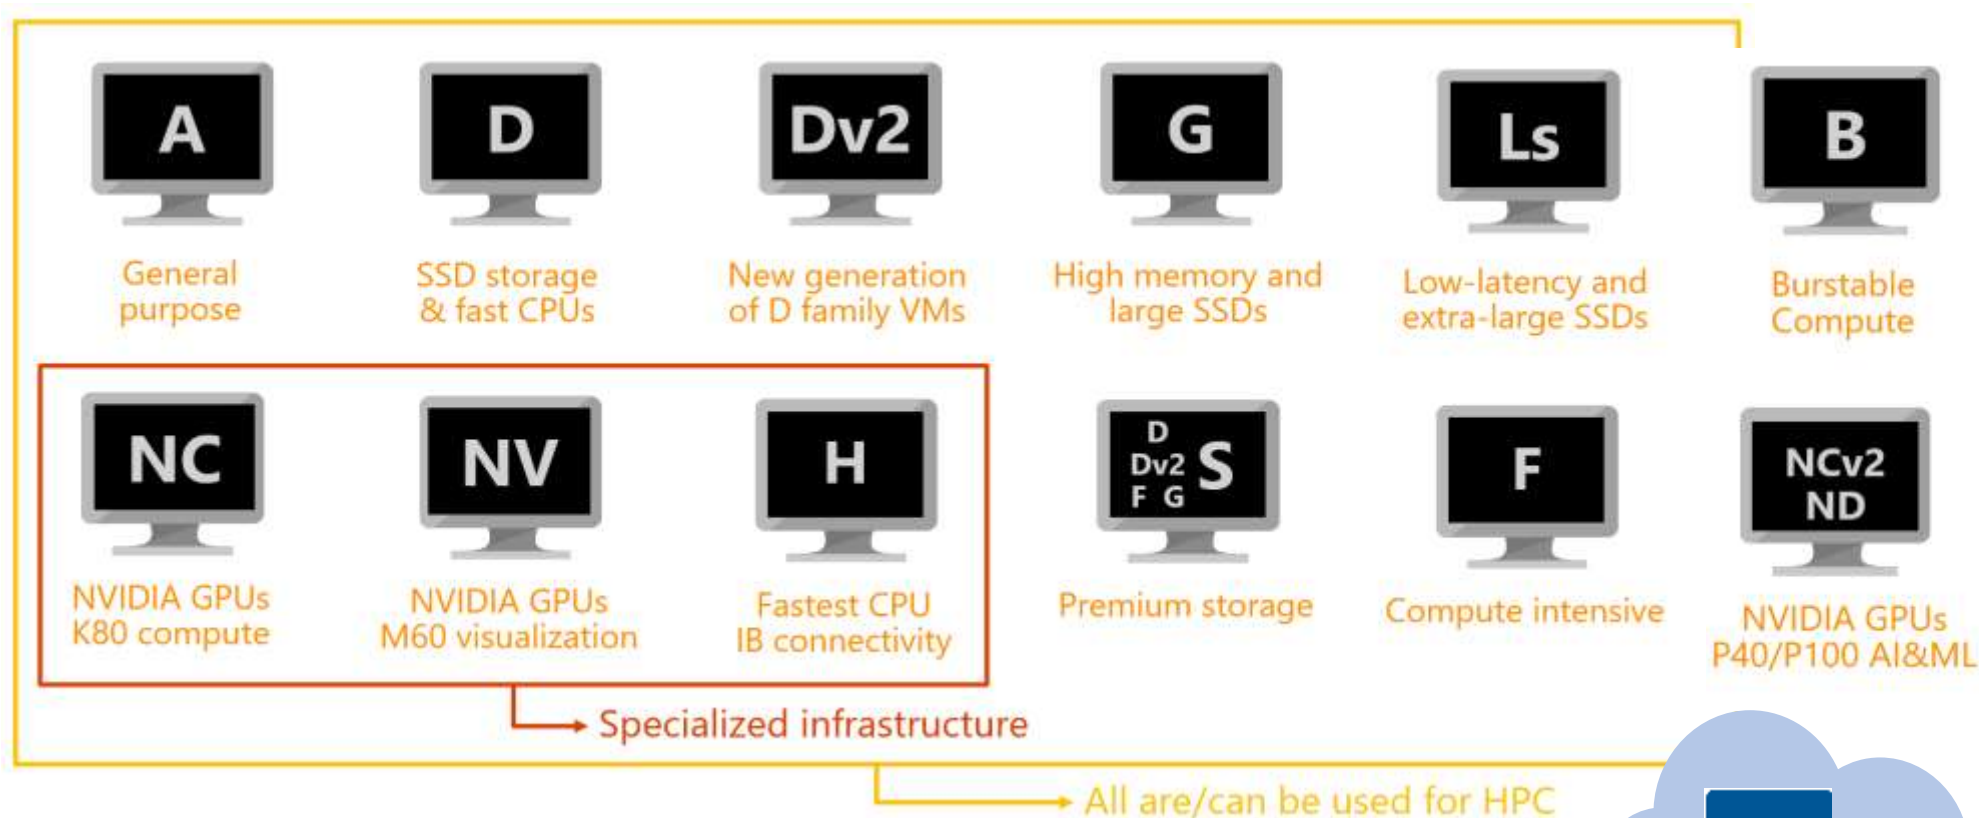 A
D
Dv2
G
Ls
B
General
purpose
SSD storage
& fast CPUs
New generation
of D family VMs
High memory and
large SSDs
Low-latency and
extra-large SSDs
Burstable
Compute
NC
NV
H
D
Dv2
F G
S
F
NCv2
ND
NVIDIA GPUs
K80 compute
NVIDIA GPUs
M60 visualization
Fastest CPU
IB connectivity
Premium storage
Compute intensive
NVIDIA GPUs
P40/P100 AI&ML
Specialized infrastructure
All are/can be used for HPC